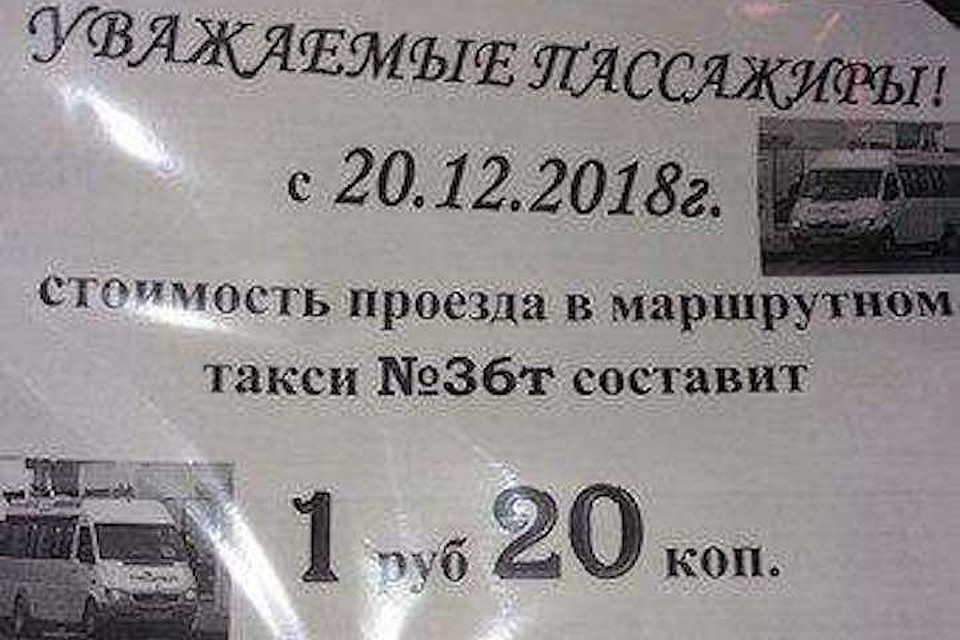 УВАЖАЕМЫЕ ПАССАЖИРЫ!
с 20.12.2018г.
стоимость проезда в маршрутном
такси №36т составит
1 руб 20 коп.